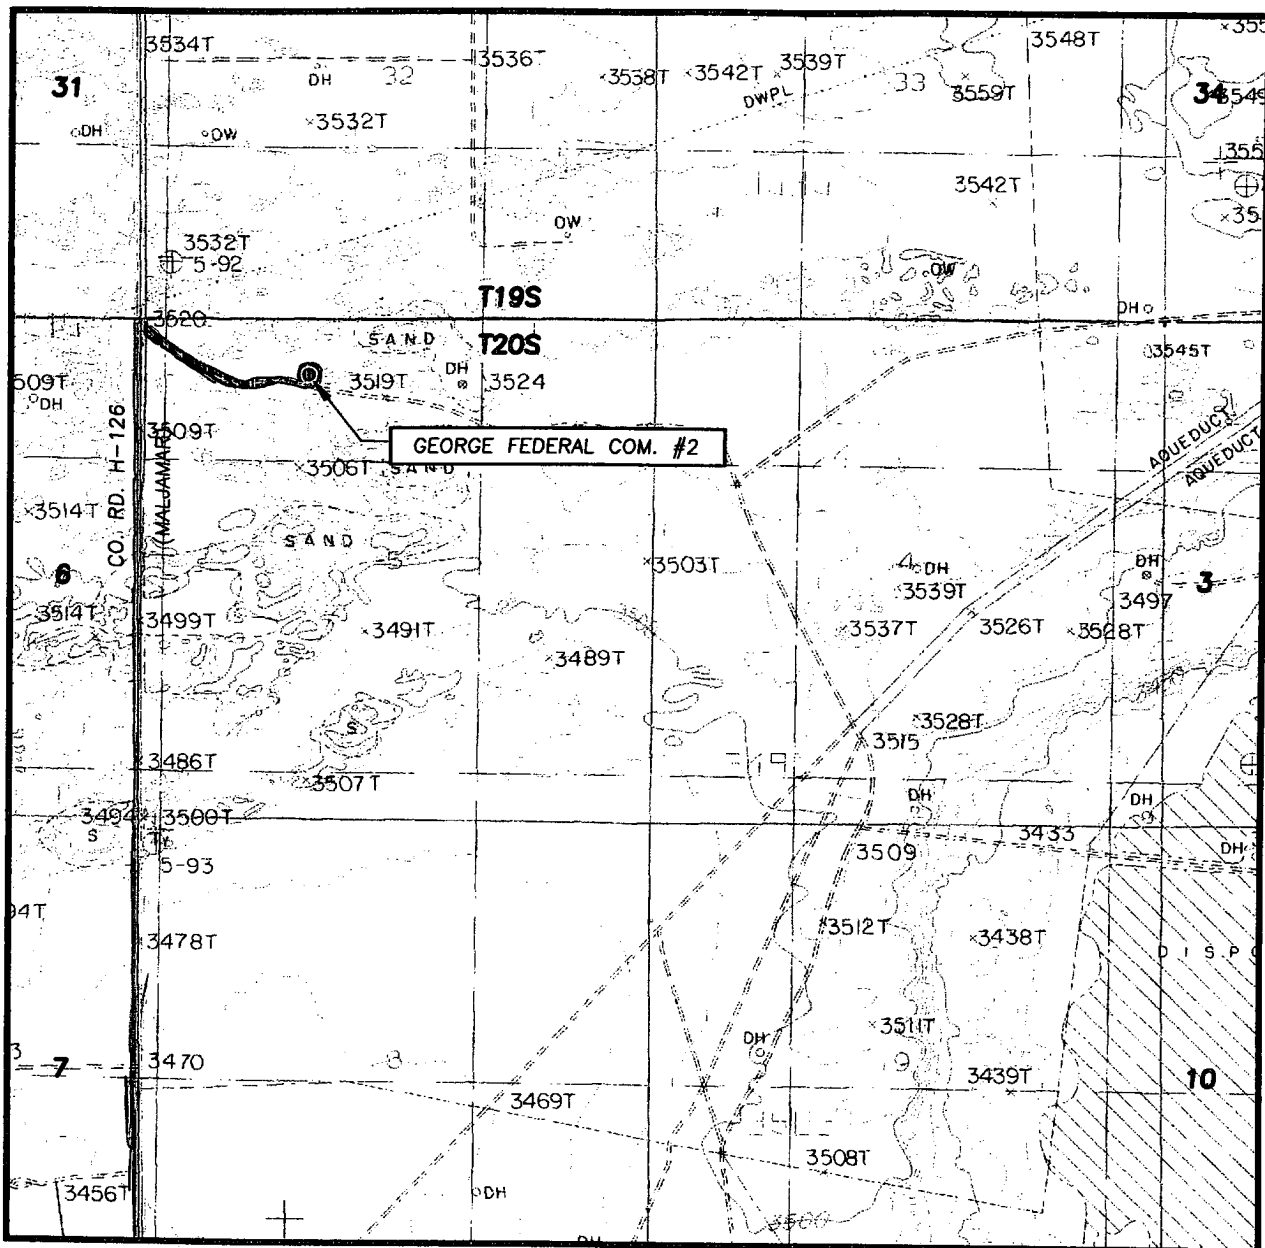 3534T
3536T
3548T
31
DH
32
×3538T
×3542T
×3539T
33
3559T
34
DWPL
DH
OW
×3532T
3542T
OW
3532T
5-92
OW
T19S
3520
DH
SAND
T20S
3545T
DH
3519T
3524
DH
3509T
GEORGE FEDERAL COM. #2
×3506T
SAND
AQUEDUCT
AQUEDUCT
CO. RD. H-126
(MALJAMAR)
×3514T
SAND
6
×3503T
4
DH
DH
3
3514T
3539T
3497
3499T
×3491T
×3537T
3526T
×3528T
×3489T
S
3528T
3515
3486T
3507T
DH
DH
3494
3500T
S
3433
5-93
3509
DH
3478T
×3512T
×3438T
×3511T
DH
7
3470
8
9
3439T
10
3469T
3508T
3456T
DH
3500
DH